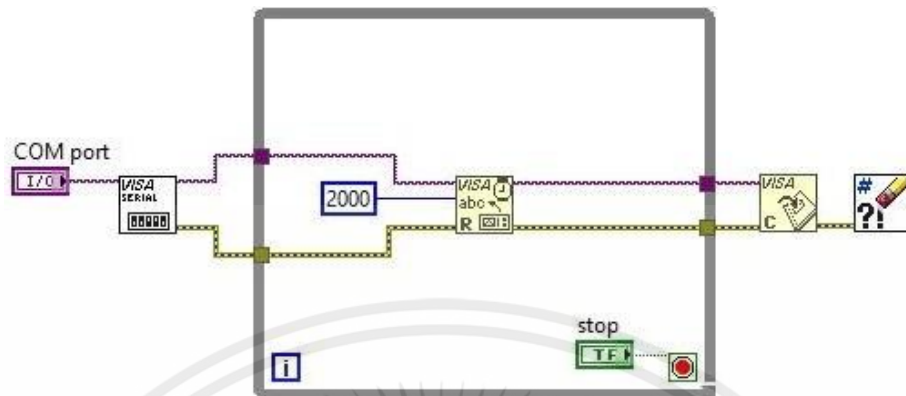 COM port
I/O
VISA
SERIAL
2000
VISA
abc
R
VISA
C
#
?!
i
stop
TF